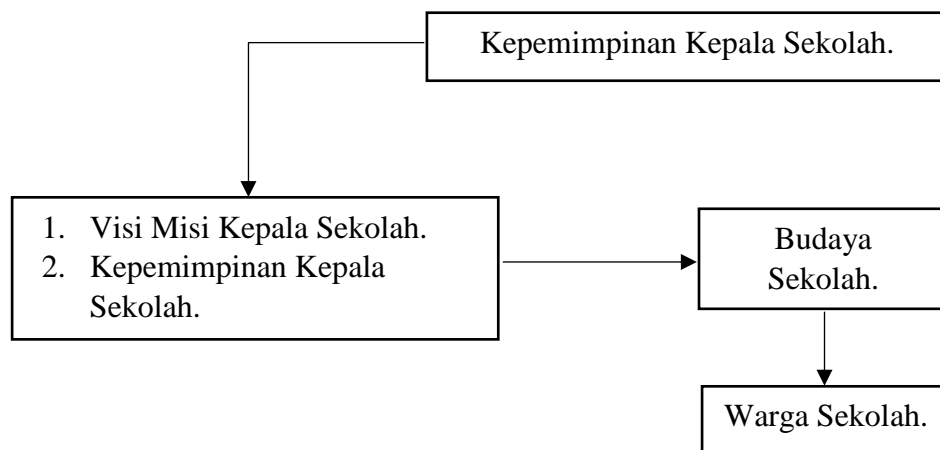 Kepemimpinan Kepala Sekolah.
1. Visi Misi Kepala Sekolah.
2. Kepemimpinan Kepala
Sekolah.
Budaya
Sekolah.
Warga Sekolah.